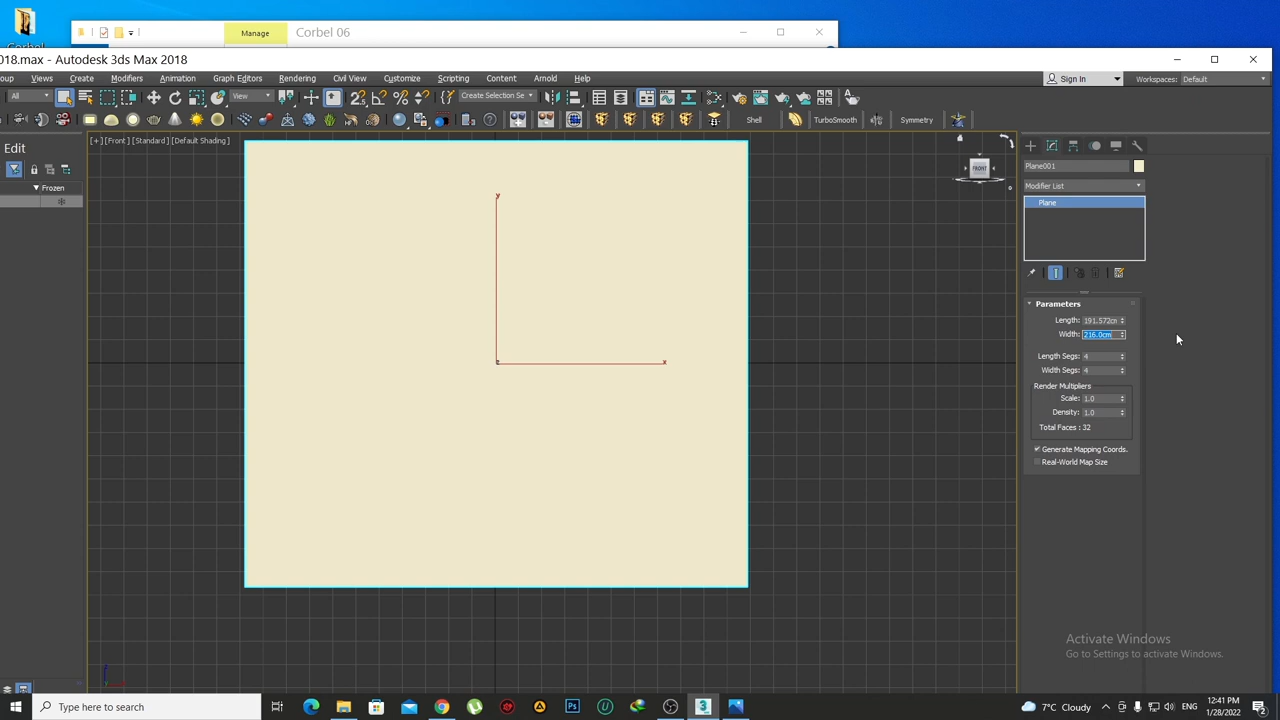 Corbel
Manage
Corbel 06
018.max - Autodesk 3ds Max 2018
oup Views Create Modifiers Animation Graph Editors Rendering Civil View Customize Scripting Content Arnold Help
Sign In
Workspaces: Default
All
View
Create Selection Se
Shell
TurboSmooth
Symmetry
Edit
Frozen
[+] [Front] [Standard] [Default Shading]
FRONT
y
x
z
Plane001
Modifier List
Plane
Parameters
Length: 191.572cm
Width: 216.0cm
Length Segs: 4
Width Segs: 4
Render Multipliers
Scale: 1.0
Density: 1.0
Total Faces : 32
Generate Mapping Coords.
Real-World Map Size
Activate Windows
Go to Settings to activate Windows.
Type here to search
Ps
3
7°C Cloudy
ENG
12:41 PM
1/28/2022
2